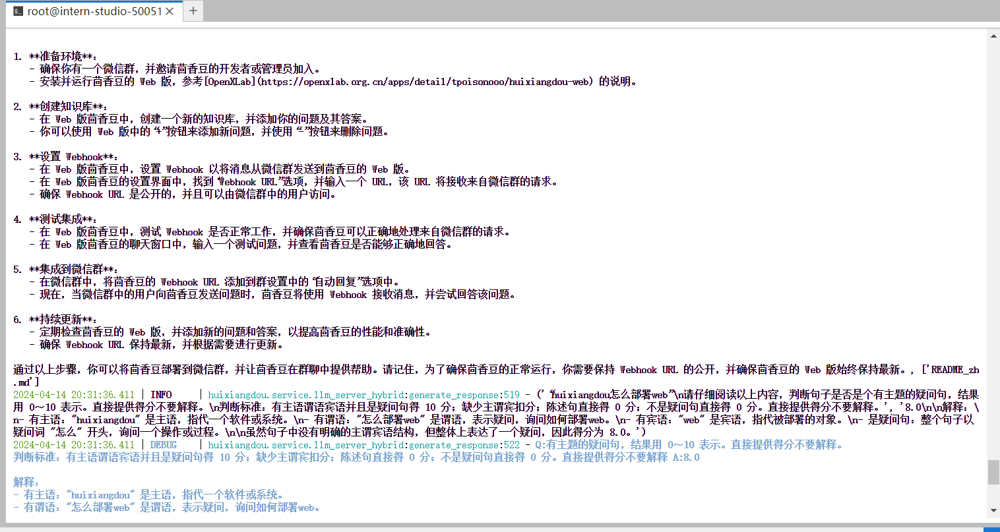 root@intern-studio-50051
1. **准备环境**：
- 确保你有一个微信群，并邀请茴香豆的开发者或管理员加入。
- 安装并运行茴香豆的 Web 版，参考[OpenXLab](https://openxlab.org.cn/apps/detail/tpoisonooo/huixiangdou-web) 的说明。
2. **创建知识库**：
- 在 Web 版茴香豆中，创建一个新的知识库，并添加你的问题及其答案。
- 你可以使用 Web 版中的“+”按钮来添加新问题，并使用“-”按钮来删除问题。
3. **设置 Webhook**：
- 在 Web 版茴香豆中，设置 Webhook 以将消息从微信群发送到茴香豆的 Web 版。
- 在 Web 版茴香豆的设置界面中，找到“Webhook URL”选项，并输入一个 URL，该 URL 将接收来自微信群的请求。
- 确保 Webhook URL 是公开的，并且可以由微信群中的用户访问。
4. **测试集成**：
- 在 Web 版茴香豆中，测试 Webhook 是否正常工作，并确保茴香豆可以正确地处理来自微信群的请求。
- 在 Web 版茴香豆的聊天窗口中，输入一个测试问题，并查看茴香豆是否能够正确地回答。
5. **集成到微信群**：
- 在微信群中，将茴香豆的 Webhook URL 添加到群设置中的“自动回复”选项中。
- 现在，当微信群中的用户向茴香豆发送问题时，茴香豆将使用 Webhook 接收消息，并尝试回答该问题。
6. **持续更新**：
- 定期检查茴香豆的 Web 版，并添加新的问题和答案，以提高茴香豆的性能和准确性。
- 确保 Webhook URL 保持最新，并根据需要进行更新。
通过以上步骤，你可以将茴香豆部署到微信群，并让茴香豆在群聊中提供帮助。请记住，为了确保茴香豆的正常运行，你需要保持 Webhook URL 的公开，并确保茴香豆的 Web 版始终保持最新。, ['README_zh
.md']
2024-04-14 20:31:36.411 | INFO | huixiangdou.service.llm_server_hybrid:generate_response:519 - ('“huixiangdou怎么部署web”\n请仔细阅读以上内容，判断句子是否是个有主题的疑问句，结果
用 0～10 表示。直接提供得分不要解释。\n判断标准：有主语谓语宾语并且是疑问句得 10 分；缺少主谓宾扣分；陈述句直接得 0 分；不是疑问句直接得 0 分。直接提供得分不要解释。', '8.0\n\n解释：\
n- 有主语："huixiangdou" 是主语，指代一个软件或系统。\n- 有谓语："怎么部署web" 是谓语，表示疑问，询问如何部署web。\n- 有宾语："web" 是宾语，指代被部署的对象。\n- 是疑问句：整个句子以
疑问词 "怎么" 开头，询问一个操作或过程。\n\n虽然句子中没有明确的主谓宾语结构，但整体上表达了一个疑问，因此得分为 8.0。')
2024-04-14 20:31:36.411 | DEBUG | huixiangdou.service.llm_server_hybrid:generate_response:522 - Q:有主题的疑问句，结果用 0～10 表示。直接提供得分不要解释。
判断标准：有主语谓语宾语并且是疑问句得 10 分；缺少主谓宾扣分；陈述句直接得 0 分；不是疑问句直接得 0 分。直接提供得分不要解释 A:8.0
解释：
- 有主语："huixiangdou" 是主语，指代一个软件或系统。
- 有谓语："怎么部署web" 是谓语，表示疑问，询问如何部署web。